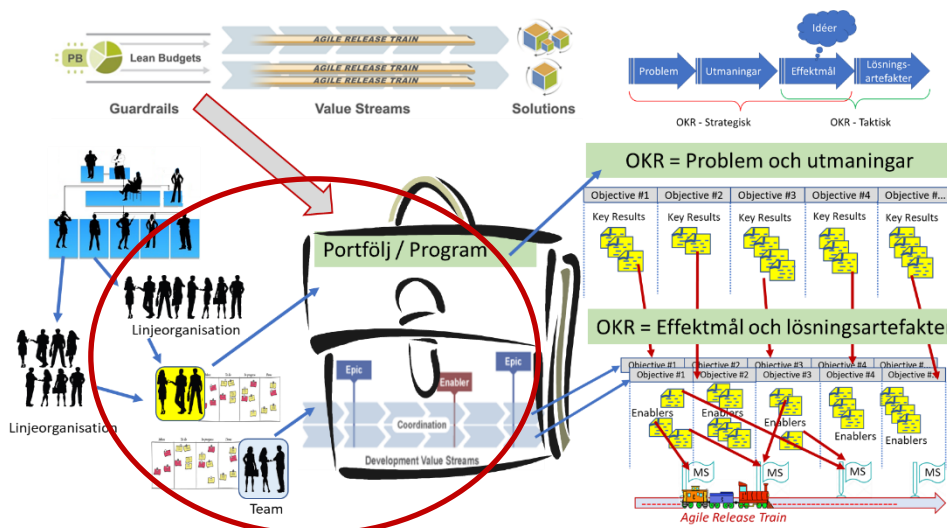 PB
Lean Budgets
AGILE RELEASE TRAIN
AGILE RELEASE TRAIN
AGILE RELEASE TRAIN
Guardrails
Value Streams
Solutions
Idéer
Problem
Utmaningar
Effektmål
Lösnings-
artefakter
OKR - Strategisk
OKR - Taktisk
OKR = Problem och utmaningar
Objective #1
Objective #2
Objective #3
Objective #4
Objective #...
Key Results
Key Results
Key Results
Key Results
Key Results
Portfölj / Program
Linjeorganisation
Linjeorganisation
Epic
Enabler
Epic
Coordination
Development Value Streams
Team
OKR = Effektmål och lösningsartefakter
Objective #1
Objective #2
Objective #3
Objective #4
Objective #1
Objective #2
Objective #3
Objective #4
Enablers
Enablers
Enablers
Enablers
Enablers
MS
MS
MS
MS
Agile Release Train